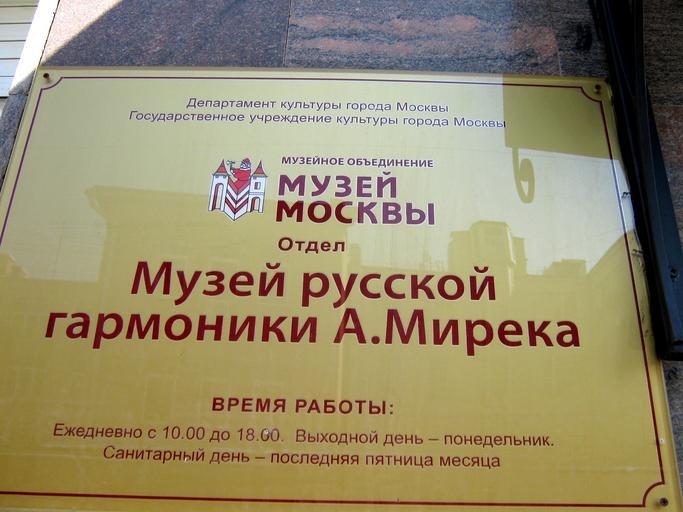 Департамент культуры города Москвы
Государственное учреждение культуры города Москвы
МУЗЕЙНОЕ ОБЪЕДИНЕНИЕ
МУЗЕЙ
МОСКВЫ
Отдел
Музей русской
гармоники А.Мирека
ВРЕМЯ РАБОТЫ:
Ежедневно с 10.00 до 18.00. Выходной день – понедельник.
Санитарный день – последняя пятница месяца